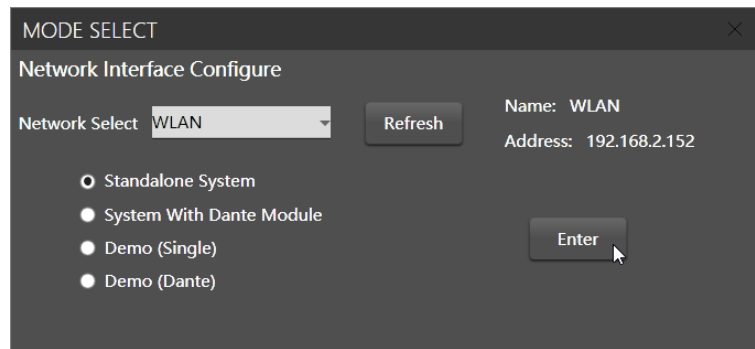 MODE SELECT
Network Interface Configure
Network Select WLAN Refresh
Name: WLAN
Address: 192.168.2.152
Standalone System
System With Dante Module
Demo (Single)
Demo (Dante)
Enter